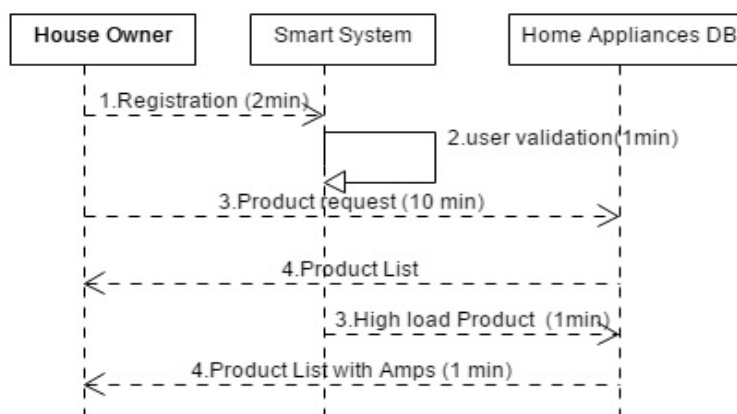 House Owner
Smart System
Home Appliances DB
1.Registration (2min)
2.user validation(1min)
3.Product request (10 min)
4.Product List
3.High load Product (1min)
4.Product List with Amps (1 min)